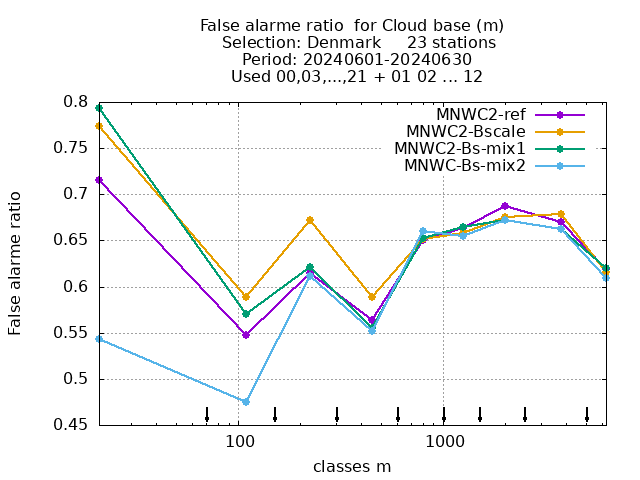 False alarme ratio  for Cloud base (m)
Selection: Denmark     23 stations
Period: 20240601-20240630
Used 00,03,...,21 + 01 02 ... 12
MNWC2-ref
MNWC2-Bscale
MNWC2-Bs-mix1
MNWC-Bs-mix2
0.8
0.75
0.7
0.65
0.6
0.55
0.5
0.45
False alarme ratio
100
1000
classes m